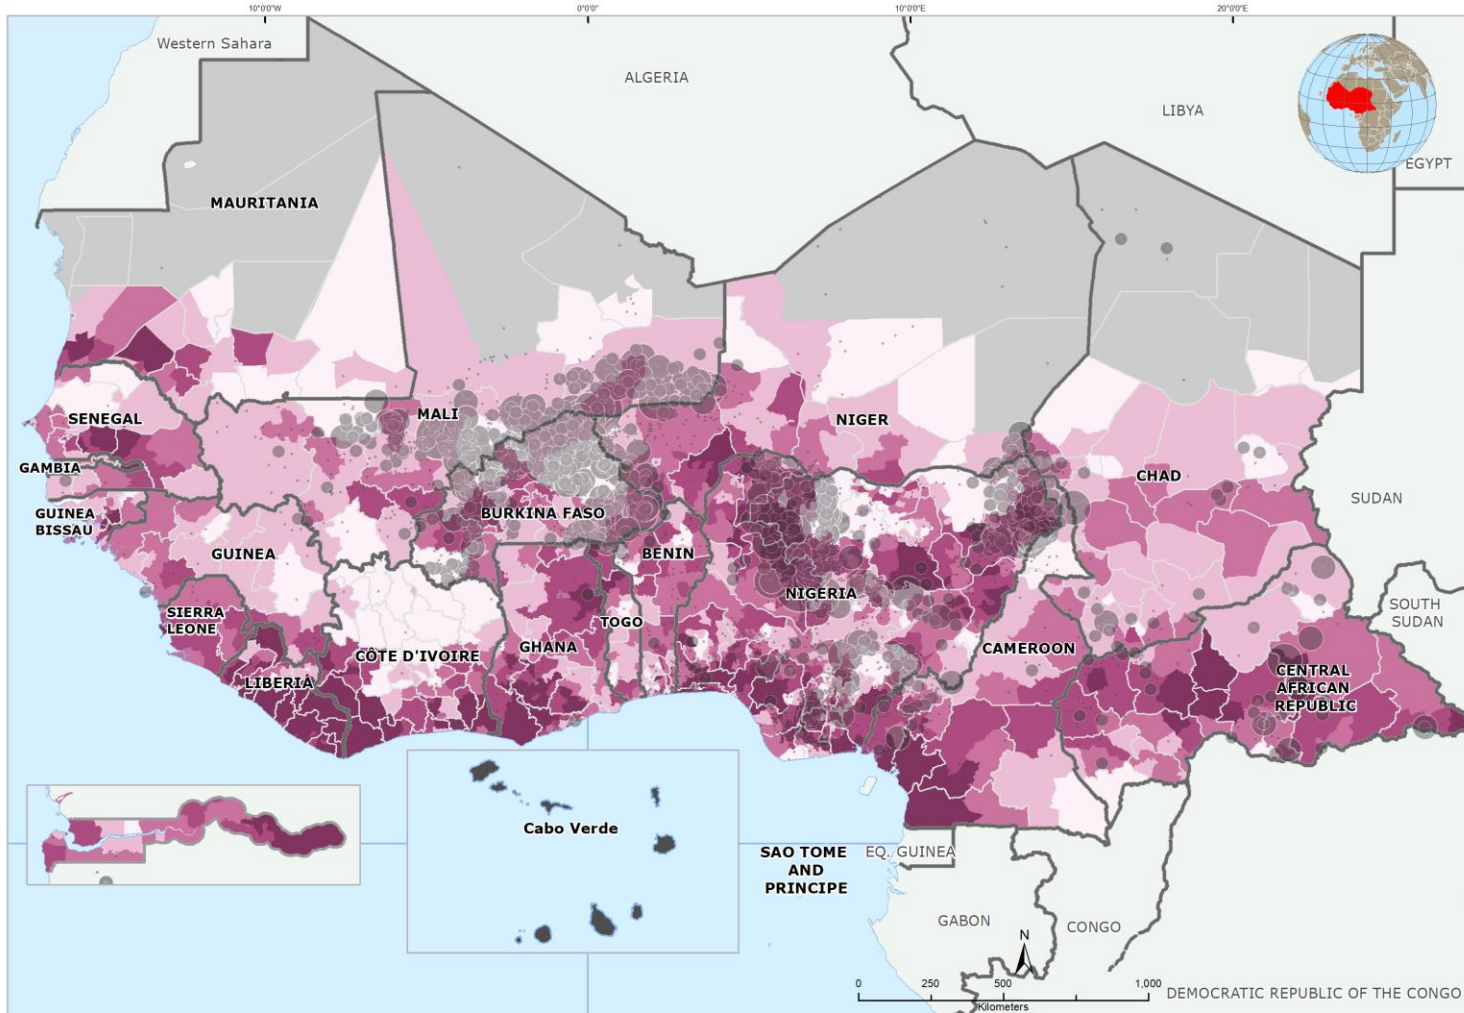 10°0'0"W
0°0'0"
10°0'0"E
20°0'0"E
Western Sahara
ALGERIA
LIBYA
EGYPT
MAURITANIA
SENEGAL
MALI
NIGER
GAMBIA
CHAD
SUDAN
GUINEA
BISSAU
BURKINA FASO
GUINEA
BENIN
NIGERIA
SIERRA
LEONE
TOGO
SOUTH
SUDAN
GHANA
CÔTE D'IVOIRE
CAMEROON
LIBERIA
CENTRAL
AFRICAN
REPUBLIC
Cabo Verde
SAO TOME
AND
PRINCIPE
EQ. GUINEA
GABON
CONGO
N
0 250 500 1,000
Kilometers
DEMOCRATIC REPUBLIC OF THE CONGO